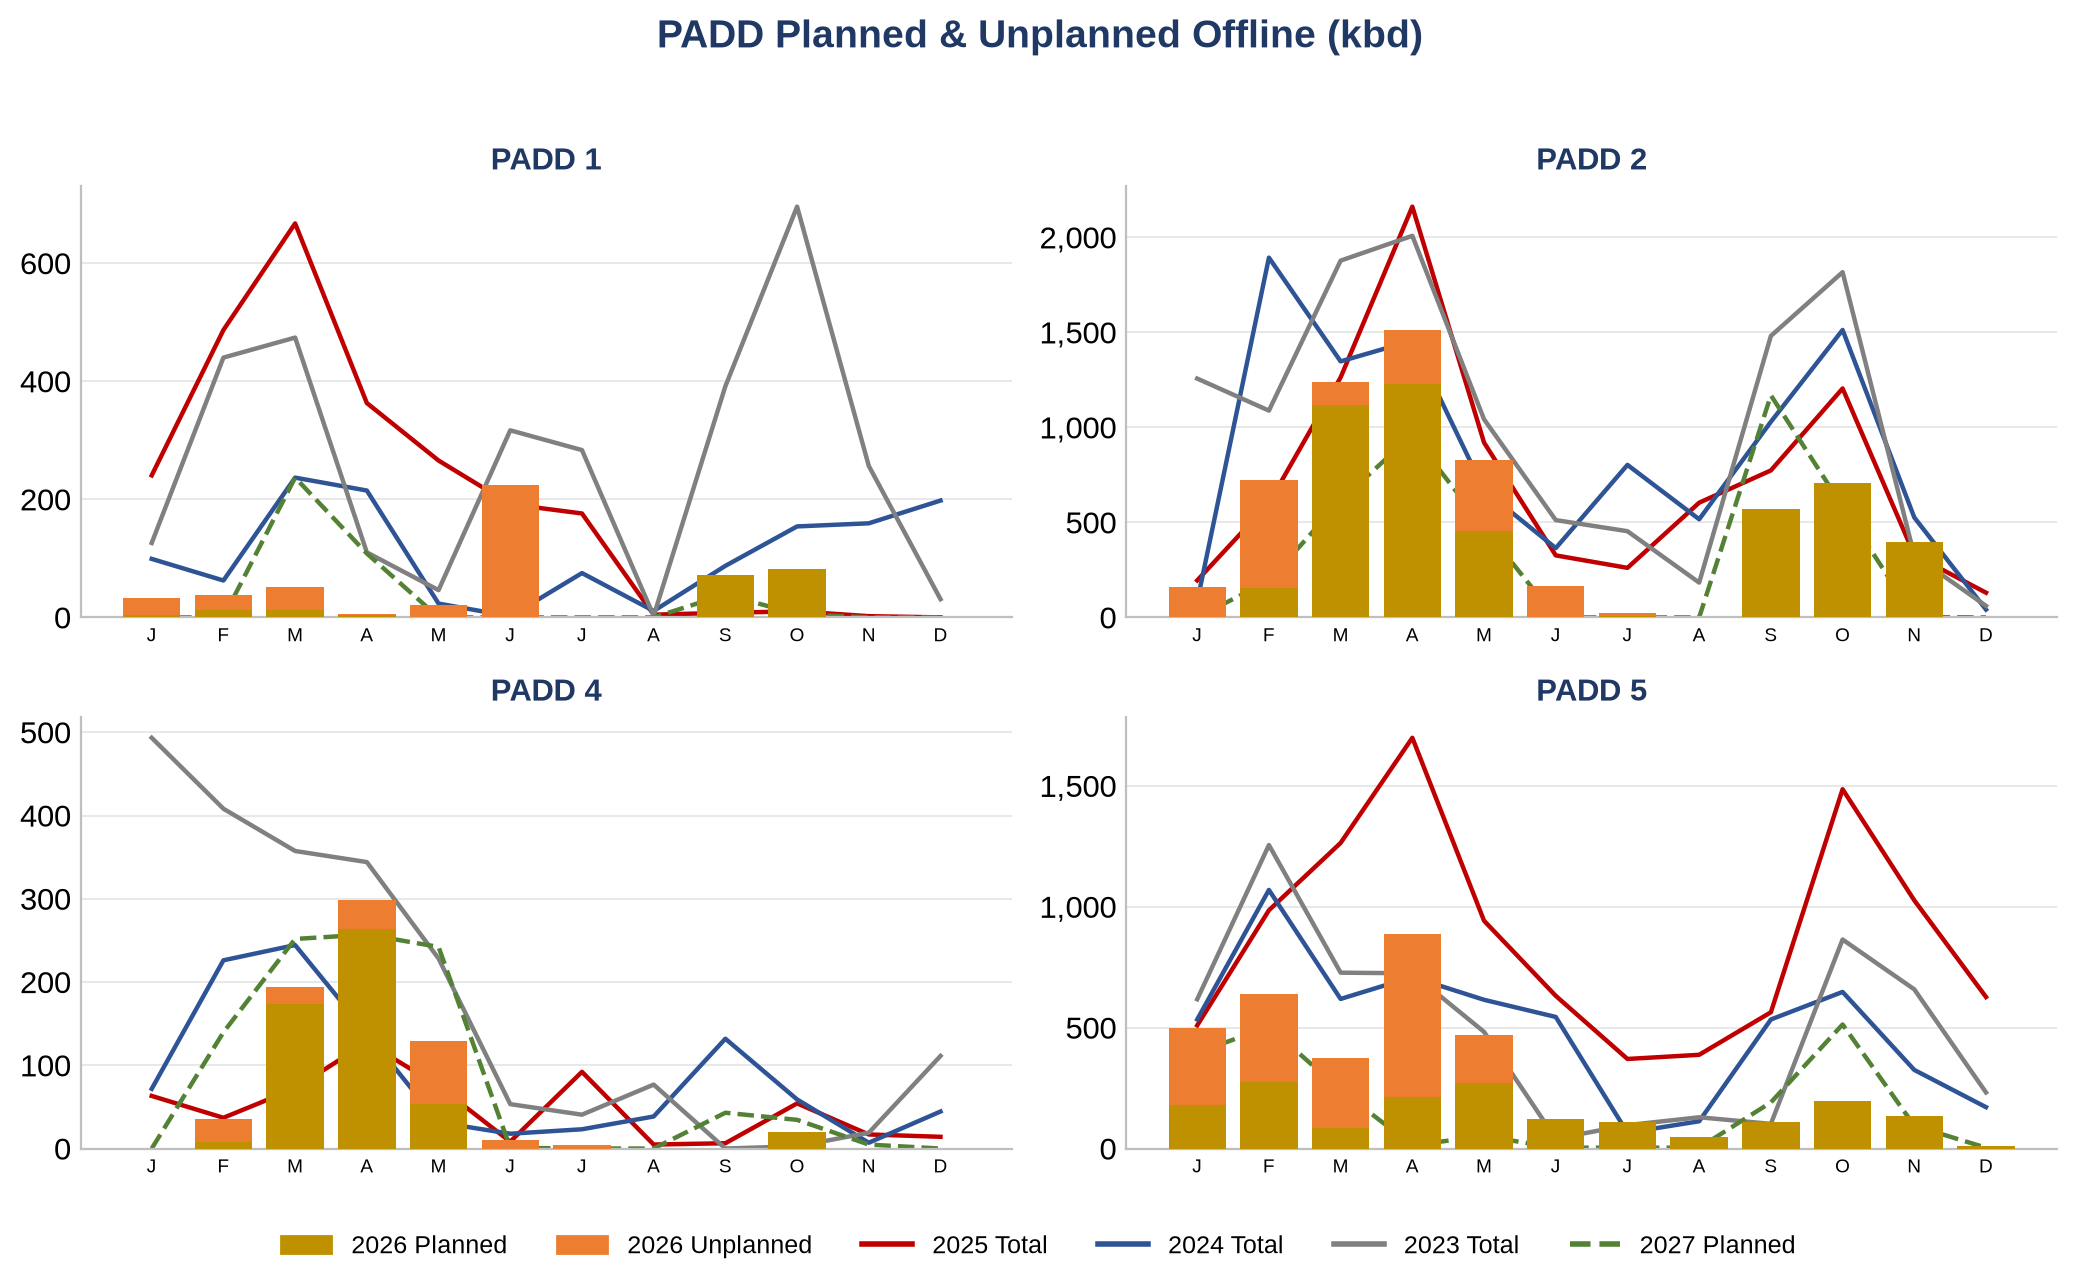 PADD Planned & Unplanned Offline (kbd)
PADD 1
600
400
200
0
J F M A M J J A S O N D
PADD 2
2,000
1,500
1,000
500
0
J F M A M J J A S O N D
PADD 4
500
400
300
200
100
0
J F M A M J J A S O N D
PADD 5
1,500
1,000
500
0
J F M A M J J A S O N D
2026 Planned 2026 Unplanned 2025 Total 2024 Total 2023 Total 2027 Planned